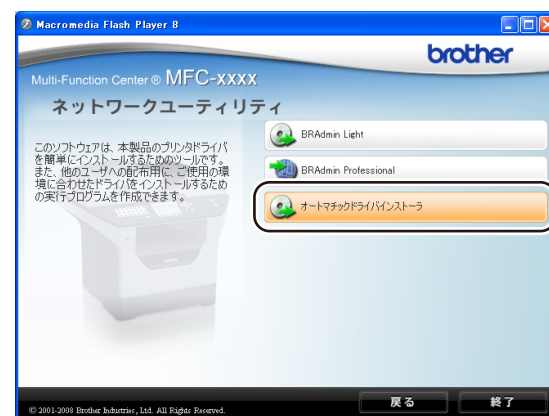 Macromedia Flash Player 8
brother
Multi-Function Center ® MFC-xxxx
ネットワークユーティリティ
このソフトウェアは、本製品のプリンタドライバ
を簡単にインストールするためのツールです。
また、他のユーザへの配布用に、ご使用の環
境に合わせたドライバをインストールするため
の実行プログラムを作成できます。
BRAdmin Light
BRAdmin Professional
オートマチックドライバインストーラ
© 2001-2008 Brother Industries, Ltd. All Rights Reserved.
戻る
終了